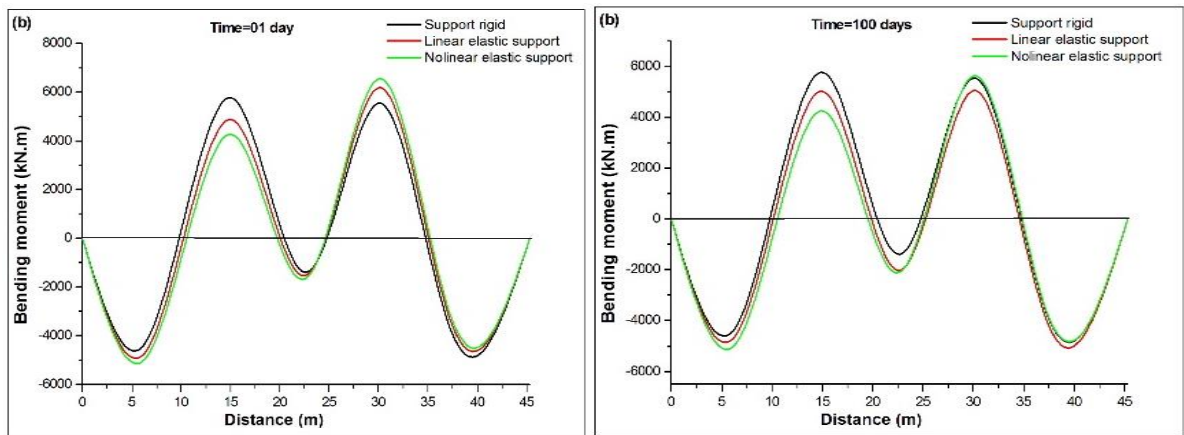 (b)
Time=01 day
Support rigid
Linear elastic support
Nolinear elastic support
Bending moment (kN.m)
8000
6000
4000
2000
0
-2000
-4000
-6000
0 5 10 15 20 25 30 35 40 45
Distance (m)
(b)
Time=100 days
Support rigid
Linear elastic support
Nolinear elastic support
Bending moment (kN.m)
6000
4000
2000
0
-2000
-4000
-6000
0 5 10 15 20 25 30 35 40 45
Distance (m)